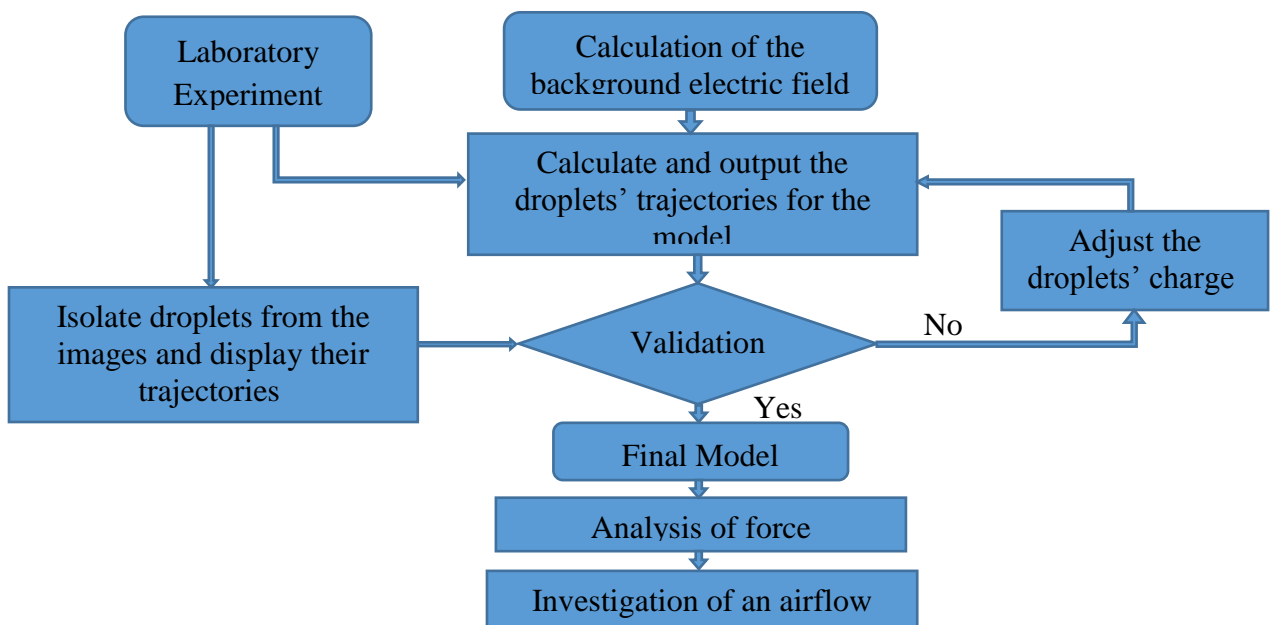 Laboratory
Experiment
Calculation of the
background electric field
Calculate and output the
droplets’ trajectories for the
model
Adjust the
droplets’ charge
Isolate droplets from the
images and display their
trajectories
Validation
No
Yes
Final Model
Analysis of force
Investigation of an airflow